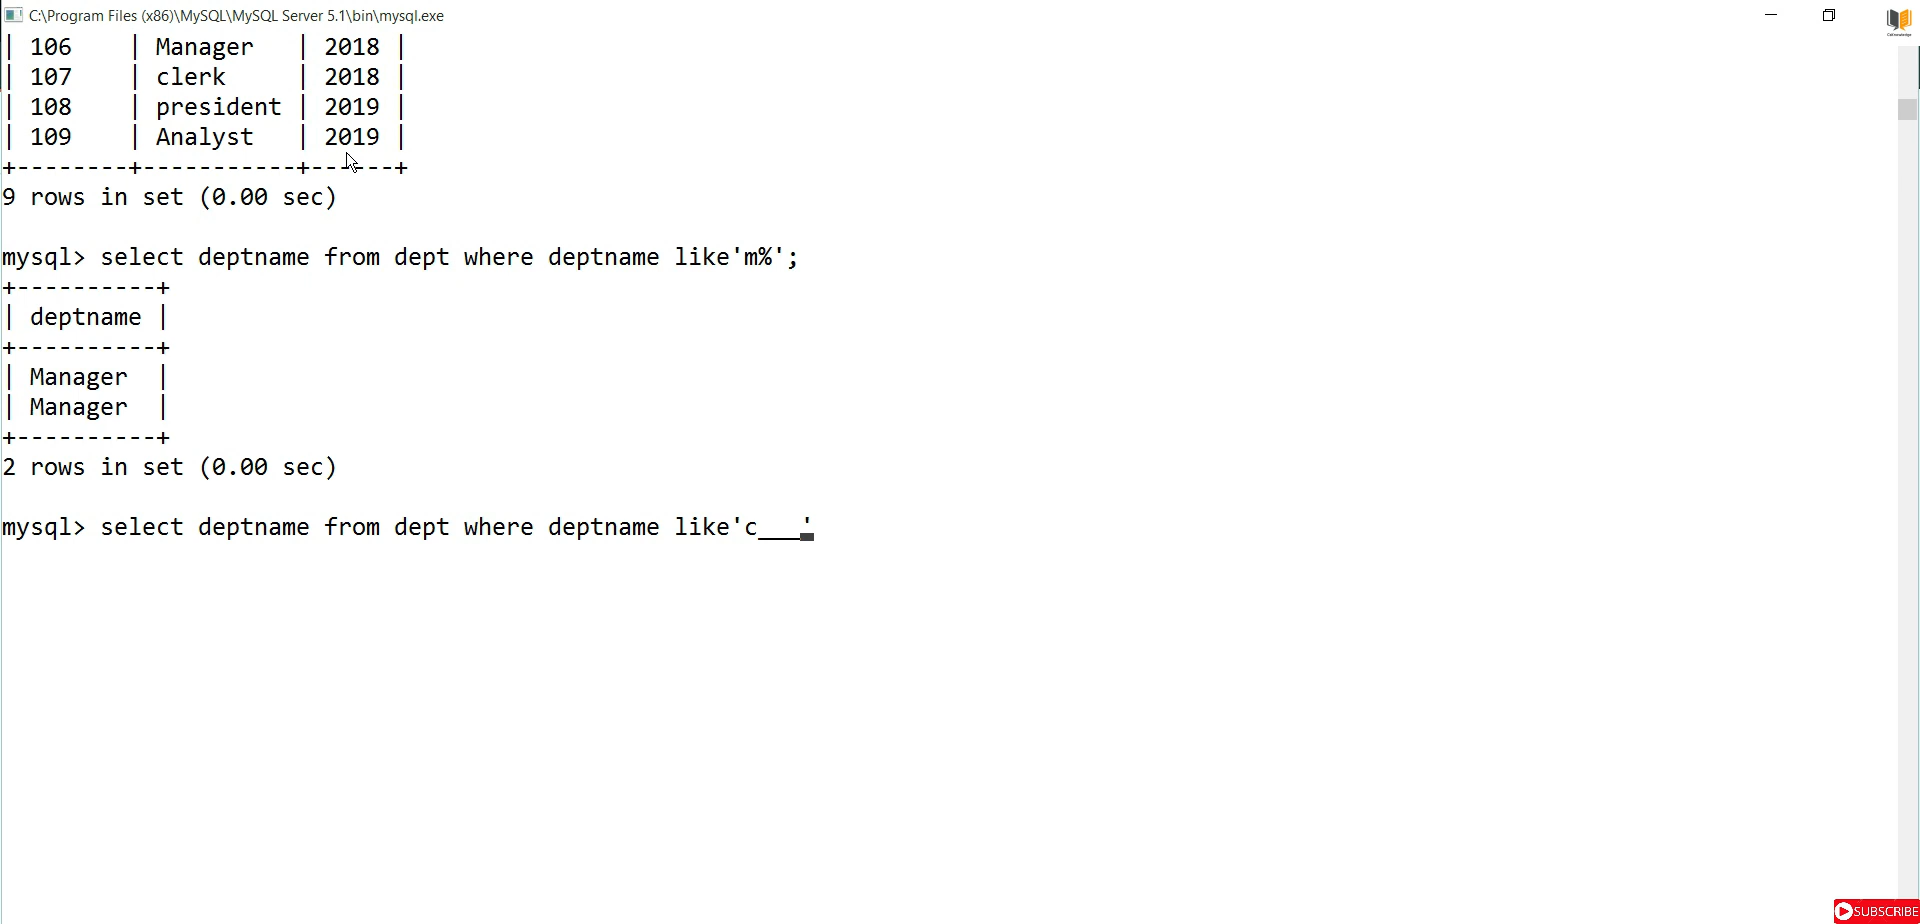 C:\Program Files (x86)\MySQL\MySQL Server 5.1\bin\mysql.exe
| 106    | Manager   | 2018 |
| 107    | clerk     | 2018 |
| 108    | president | 2019 |
| 109    | Analyst   | 2019 |
+--------+-----------+------+
9 rows in set (0.00 sec)
mysql> select deptname from dept where deptname like'm%';
+----------+
| deptname |
+----------+
| Manager  |
| Manager  |
+----------+
2 rows in set (0.00 sec)
mysql> select deptname from dept where deptname like'c___'
SUBSCRIBE